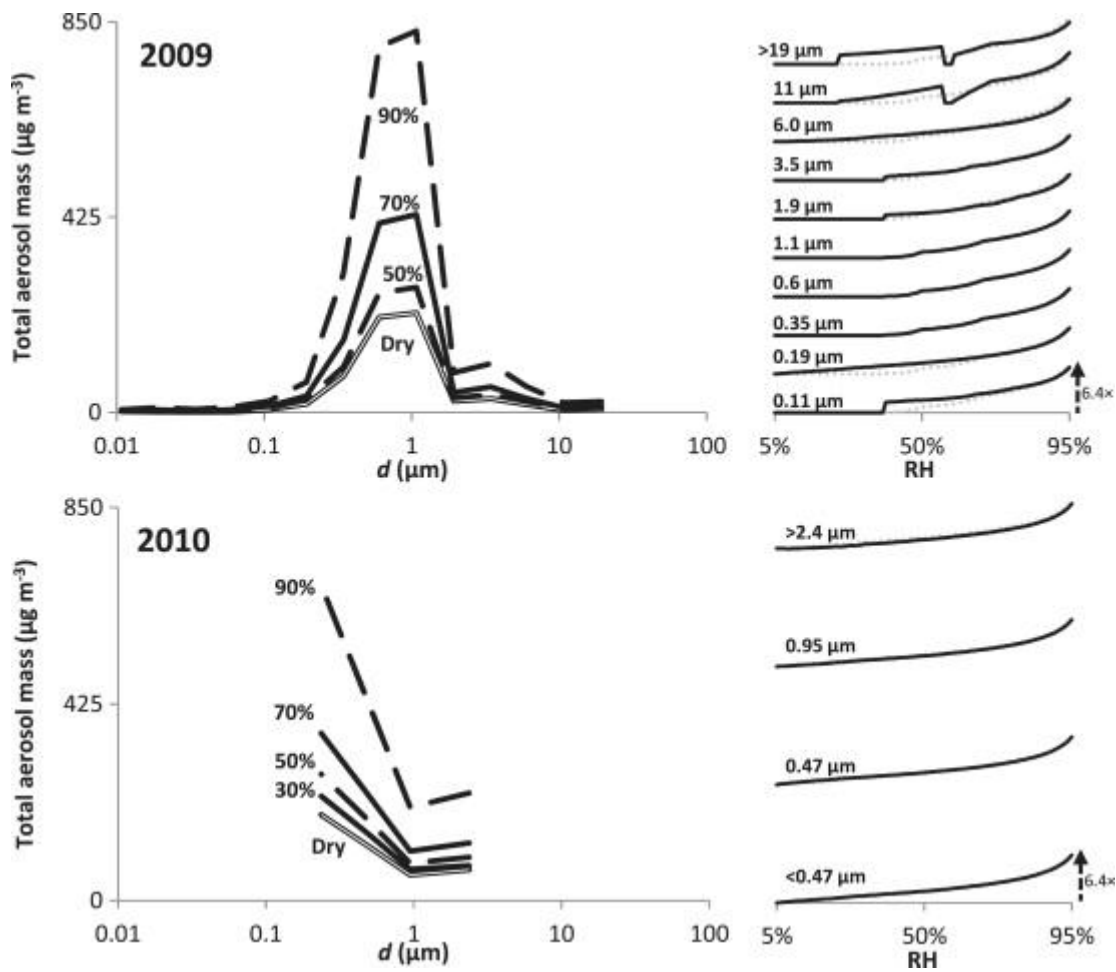 850
2009
Total aerosol mass (µg m-3)
425
0
90%
70%
50%
Dry
0.01
0.1
1
10
100
d (µm)
>19 µm
11 µm
6.0 µm
3.5 µm
1.9 µm
1.1 µm
0.6 µm
0.35 µm
0.19 µm
0.11 µm
6.4×
5%
50%
95%
RH
850
2010
Total aerosol mass (µg m-3)
425
0
90%
70%
50%
30%
Dry
0.01
0.1
1
10
100
d (µm)
>2.4 µm
0.95 µm
0.47 µm
<0.47 µm
6.4×
5%
50%
95%
RH